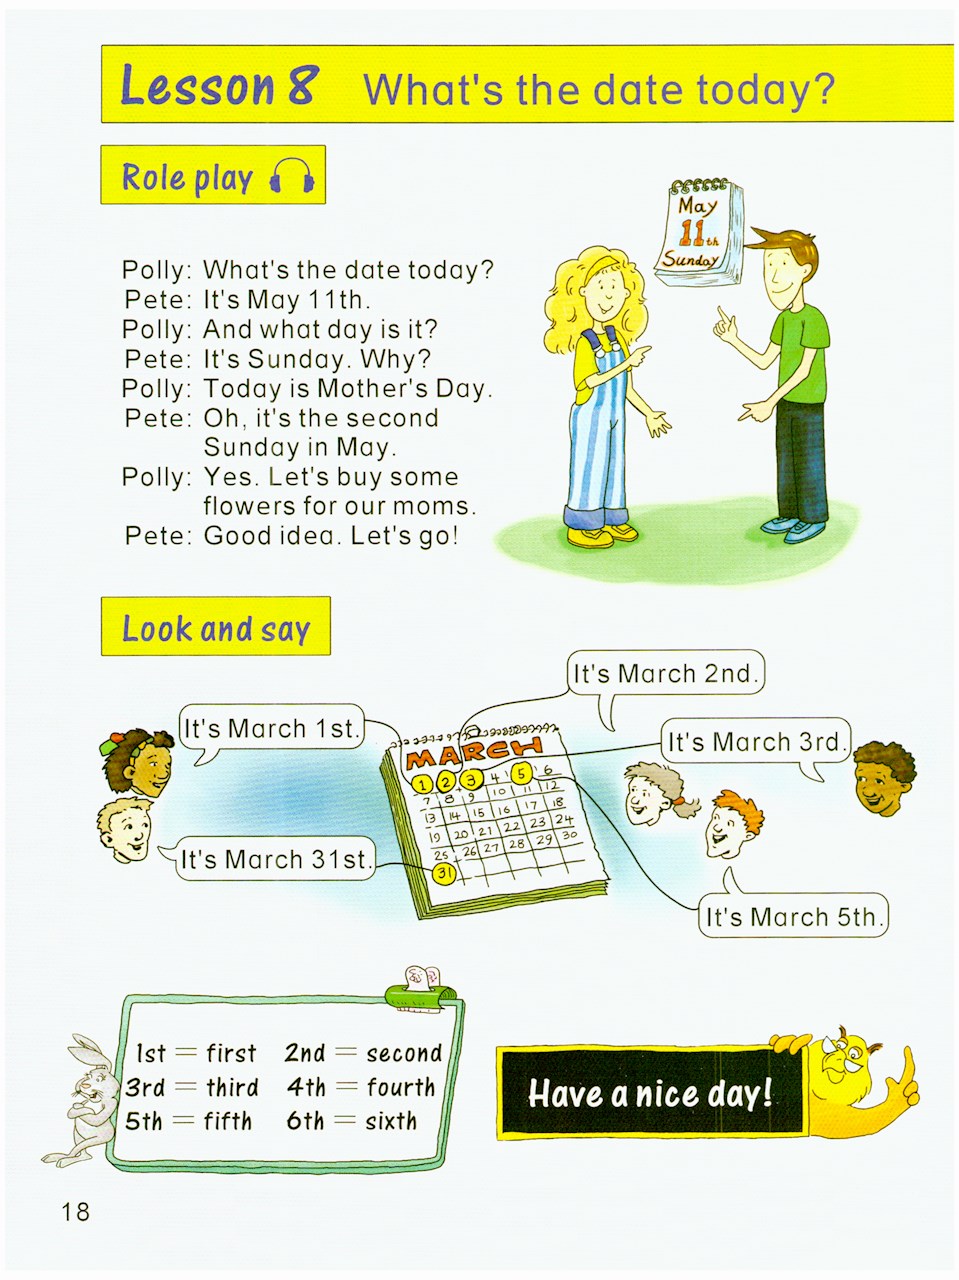 Lesson 8 What's the date today?
Role play
May
11th
Sunday
Polly: What's the date today?
Pete: It's May 11th.
Polly: And what day is it?
Pete: It's Sunday. Why?
Polly: Today is Mother's Day.
Pete: Oh, it's the second
Sunday in May.
Polly: Yes. Let's buy some
flowers for our moms.
Pete: Good idea. Let's go!
Look and say
It's March 2nd.
It's March 1st.
It's March 3rd.
MARCH
1 2 3 4 5 6
7 8 9 10 11 12
13 14 15 16 17 18
19 20 21 22 23 24
25 26 27 28 29 30
31
It's March 31st.
It's March 5th.
1st = first 2nd = second
3rd = third 4th = fourth
5th = fifth 6th = sixth
Have a nice day!
18